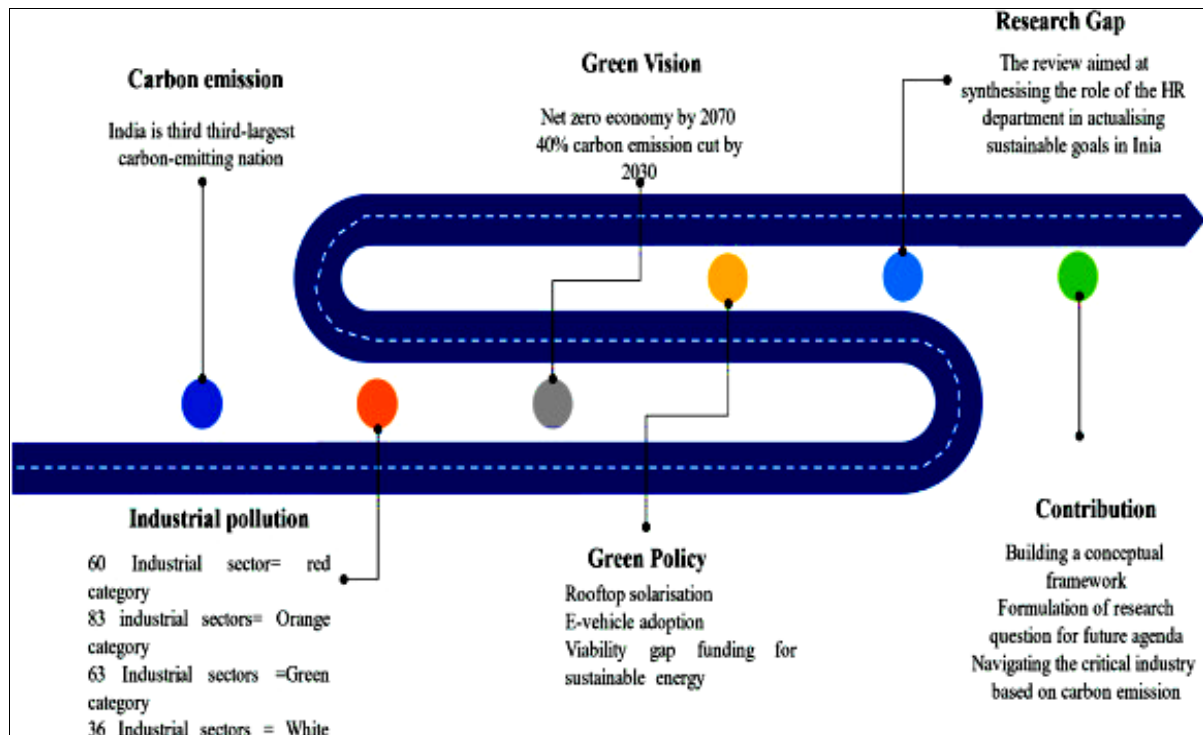 Carbon emission
India is third third-largest
carbon-emitting nation
Green Vision
Net zero economy by 2070
40% carbon emission cut by
2030
Research Gap
The review aimed at
synthesising the role of the HR
department in actualising
sustainable goals in Inia
Industrial pollution
60 Industrial sector= red
category
83 industrial sectors= Orange
category
63 Industrial sectors =Green
category
36 Industrial sectors = White
Green Policy
Rooftop solarisation
E-vehicle adoption
Viability gap funding for
sustainable energy
Contribution
Building a conceptual
framework
Formulation of research
question for future agenda
Navigating the critical industry
based on carbon emission